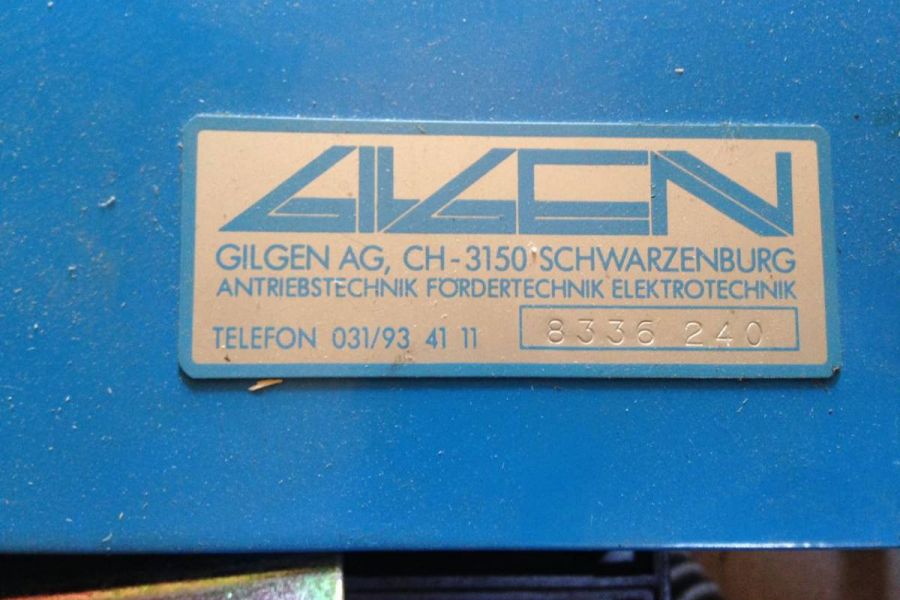 GILGEN
GILGEN AG, CH-3150 SCHWARZENBURG
ANTRIEBSTECHNIK FÖRDERTECHNIK ELEKTROTECHNIK
TELEFON 031/93 41 11 8336 240